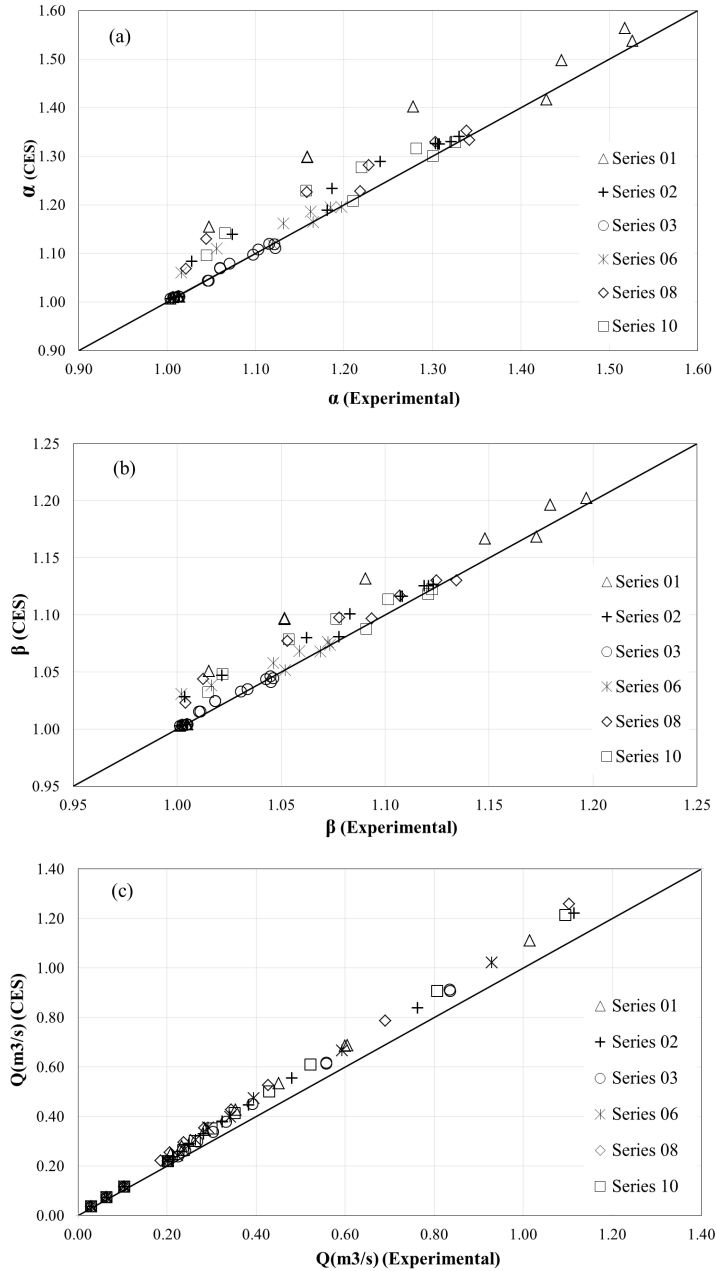 (a)
1.60
1.50
1.40
1.30
1.20
1.10
1.00
0.90
α (CES)
0.90 1.00 1.10 1.20 1.30 1.40 1.50 1.60
α (Experimental)
Series 01
Series 02
Series 03
Series 06
Series 08
Series 10
(b)
1.25
1.20
1.15
1.10
1.05
1.00
0.95
β (CES)
0.95 1.00 1.05 1.10 1.15 1.20 1.25
β (Experimental)
Series 01
Series 02
Series 03
Series 06
Series 08
Series 10
(c)
1.40
1.20
1.00
0.80
0.60
0.40
0.20
0.00
Q(m3/s) (CES)
0.00 0.20 0.40 0.60 0.80 1.00 1.20 1.40
Q(m3/s) (Experimental)
Series 01
Series 02
Series 03
Series 06
Series 08
Series 10